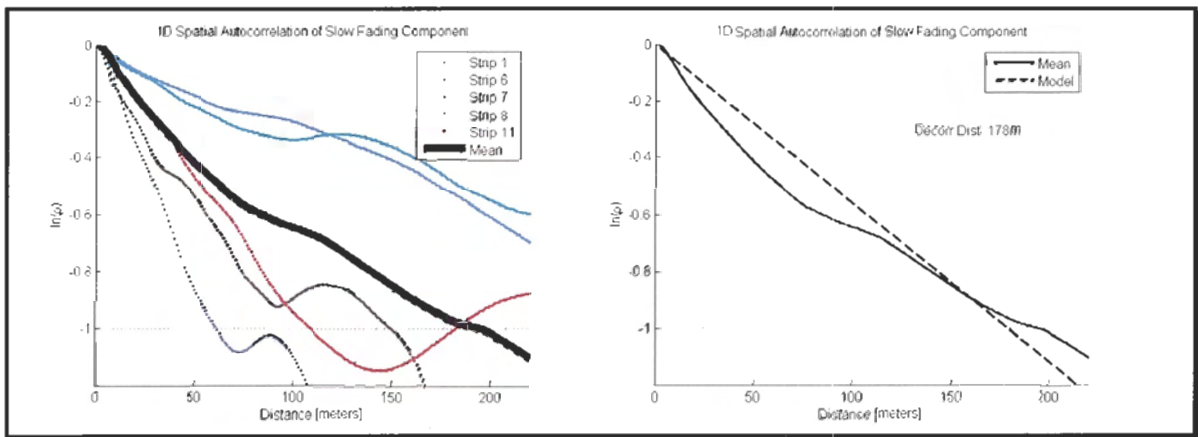 1D Spatial Autocorrelation of Slow Fading Component
0
-0.2
-0.4
-0.6
-0.8
-1
ln(ρ)
Strip 1
Strip 6
Strip 7
Strip 8
Strip 11
Mean
0
50
100
150
200
Distance [meters]
1D Spatial Autocorrelation of Slow Fading Component
0
-0.2
-0.4
-0.6
-0.8
-1
ln(ρ)
Mean
Model
Decorr Dist 178m
0
50
100
150
200
Distance [meters]